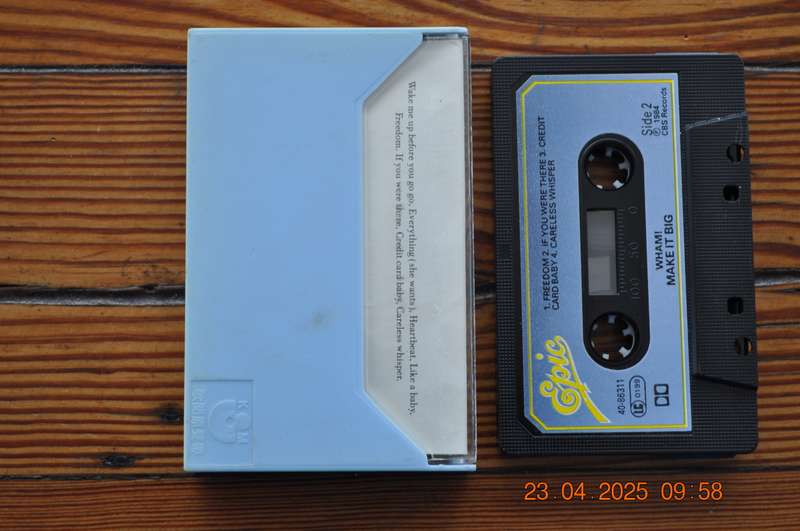 Wake me up before you go go, Everything ( she wants ), Heartbeat, Like a baby,
Freedom, If you were there, Credit card baby, Careless whisper.
K M
Side 2
℗ 1984
CBS Records
1. FREEDOM 2. IF YOU WERE THERE 3. CREDIT
CARD BABY 4. CARELESS WHISPER
100 50 0
WHAM!
MAKE IT BIG
Epic
40-86311
LC 0199
23.04.2025 09:58